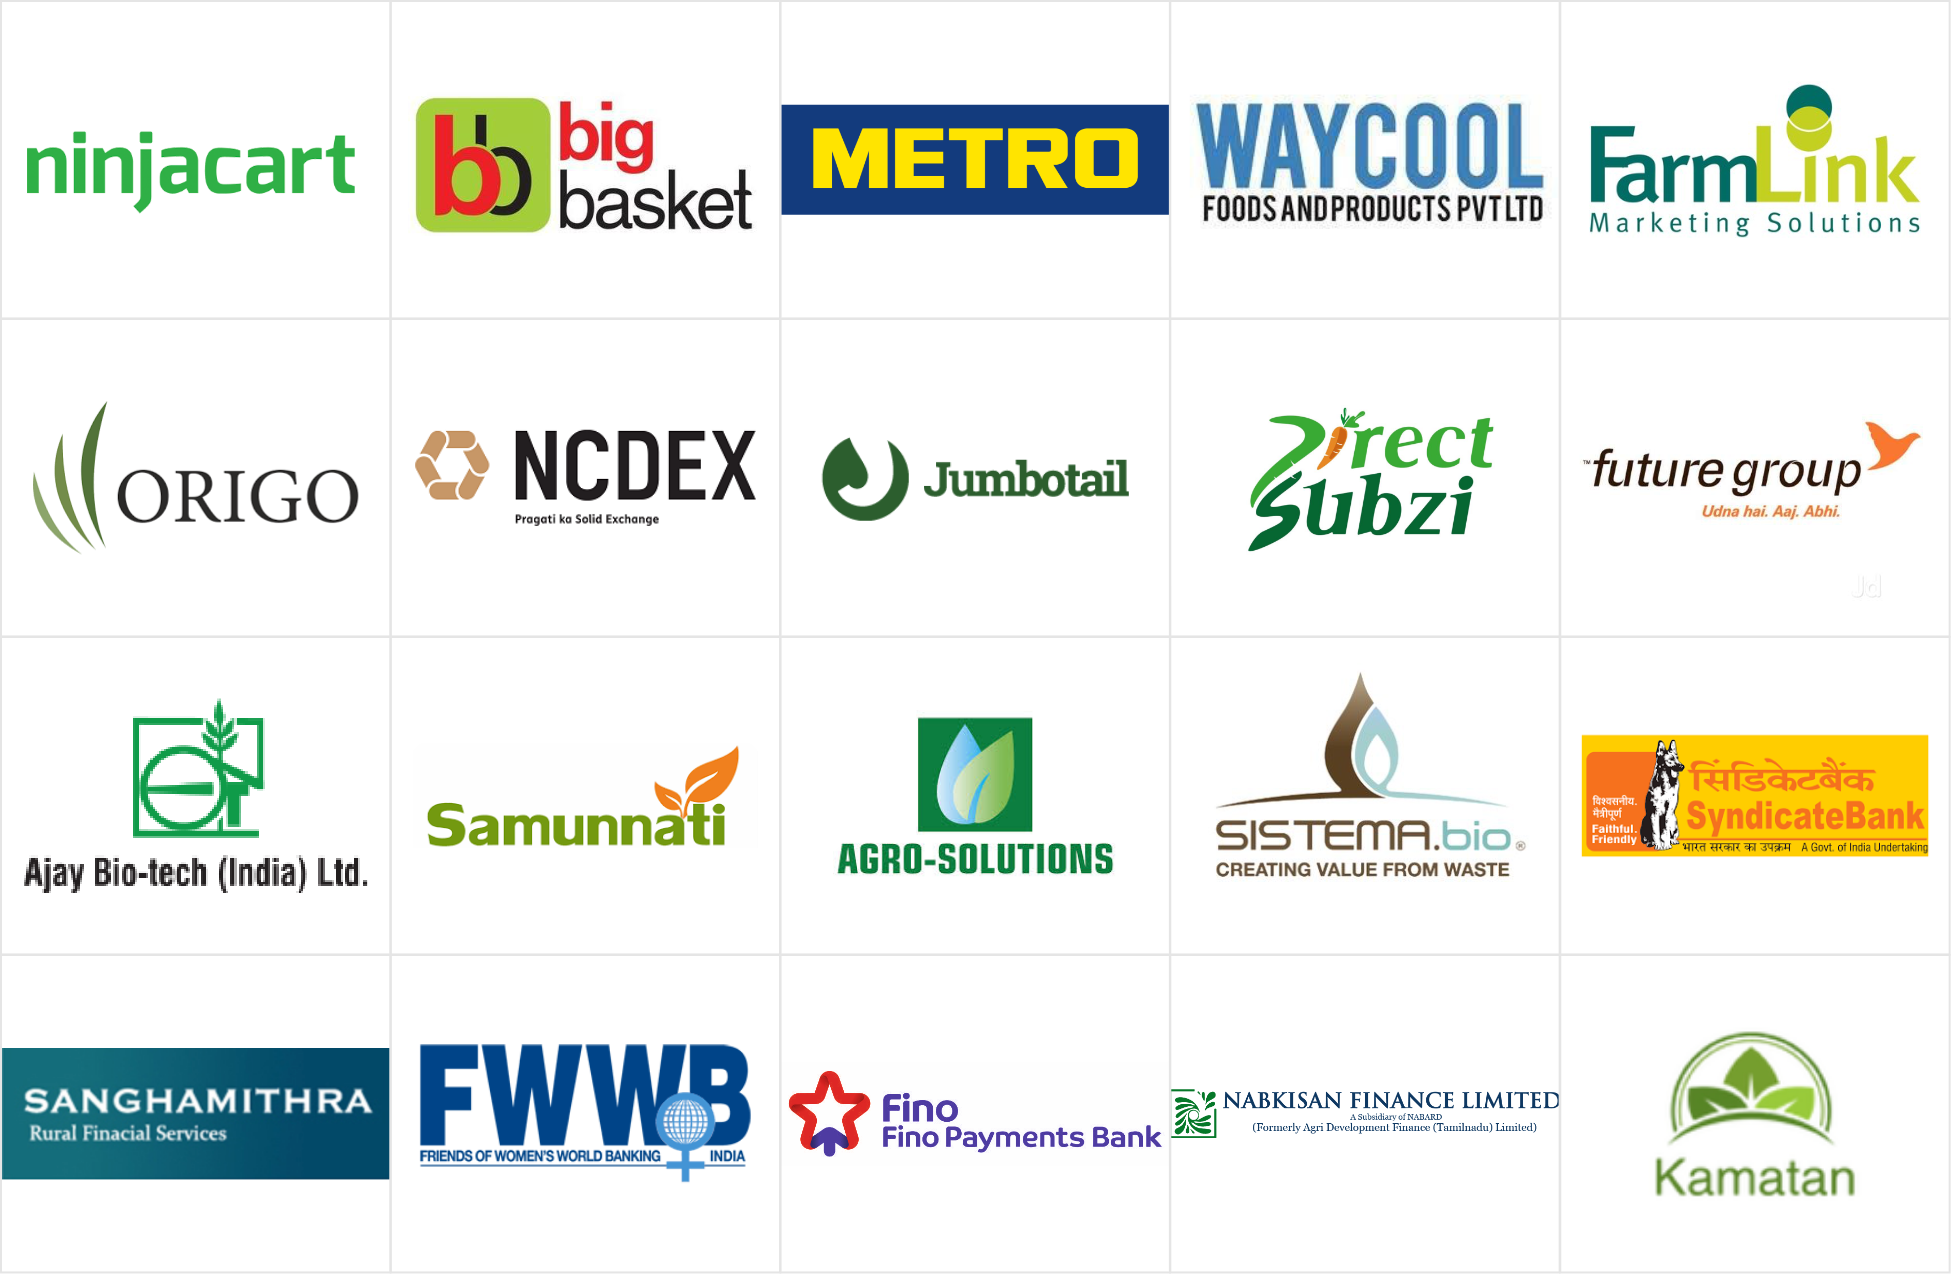 ninjacart
bb big
basket
METRO
WAYCOOL
FOODS AND PRODUCTS PVT LTD
FarmLink
Marketing Solutions
ORIGO
NCDEX
Pragati ka Solid Exchange
Jumbotail
Direct
Subzi
™future group
Udna hai. Aaj. Abhi.
Jd
Ajay Bio-tech (India) Ltd.
Samunnati
AGRO-SOLUTIONS
SISTEMA.bio®
CREATING VALUE FROM WASTE
विश्वसनीय.
मैत्रीपूर्ण
Faithful.
Friendly
सिंडिकेटबैंक
SyndicateBank
भारत सरकार का उपक्रम A Govt. of India Undertaking
SANGHAMITHRA
Rural Finacial Services
FWWB
FRIENDS OF WOMEN'S WORLD BANKING INDIA
Fino
Fino Payments Bank
NABKISAN FINANCE LIMITED
A Subsidiary of NABARD
(Formerly Agri Development Finance (Tamilnadu) Limited)
Kamatan